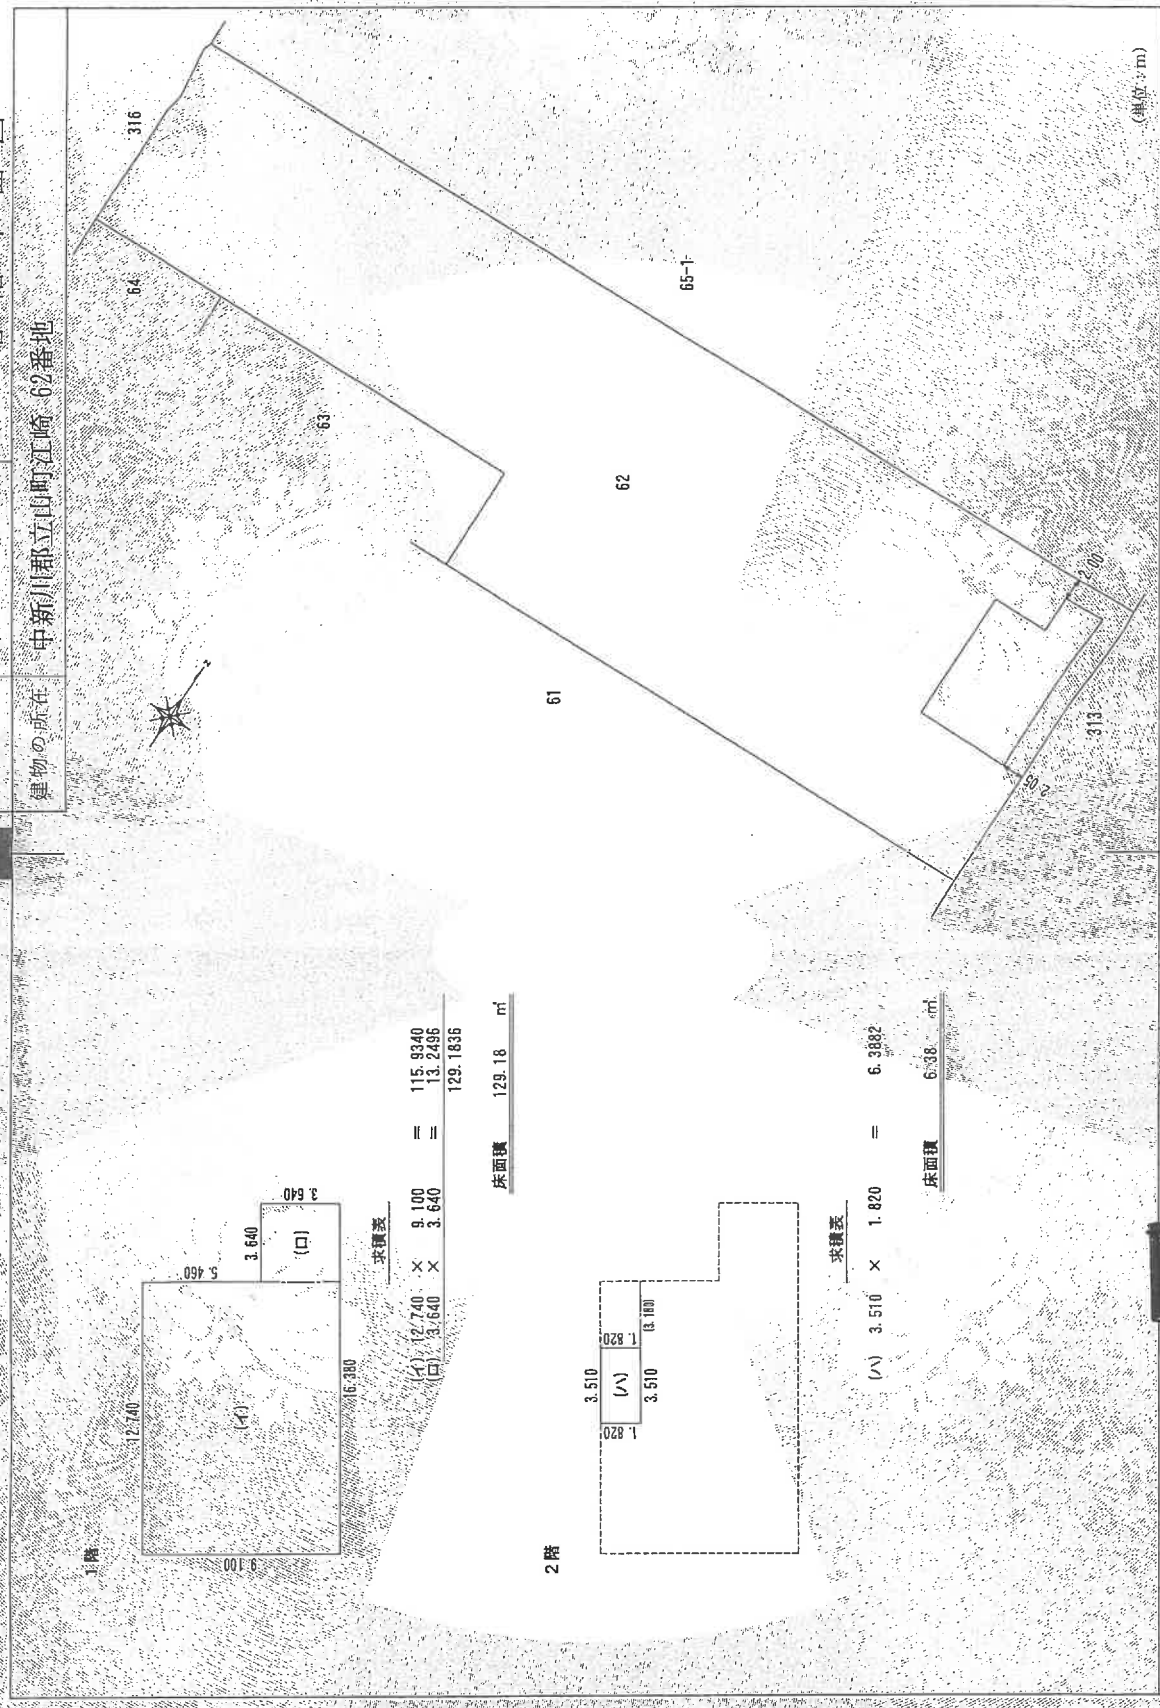 建物の所在 中新川郡立山町江崎 62番地
1階
12.740
9.100
(イ)
5.460
3.640
(ロ)
3.640
16.380
求積表
(イ) 12.740 × 9.100 = 115.9340
(ロ) 3.640 × 3.640 = 13.2496
129.1836
床面積 129.18 ㎡
2階
3.510
1.820
(ハ)
1.820
3.510
求積表
(ハ) 3.510 × 1.820 = 6.3882
床面積 6.38 ㎡
316
64
63
65-1
62
61
2.00
2.05
313
(単位:m)